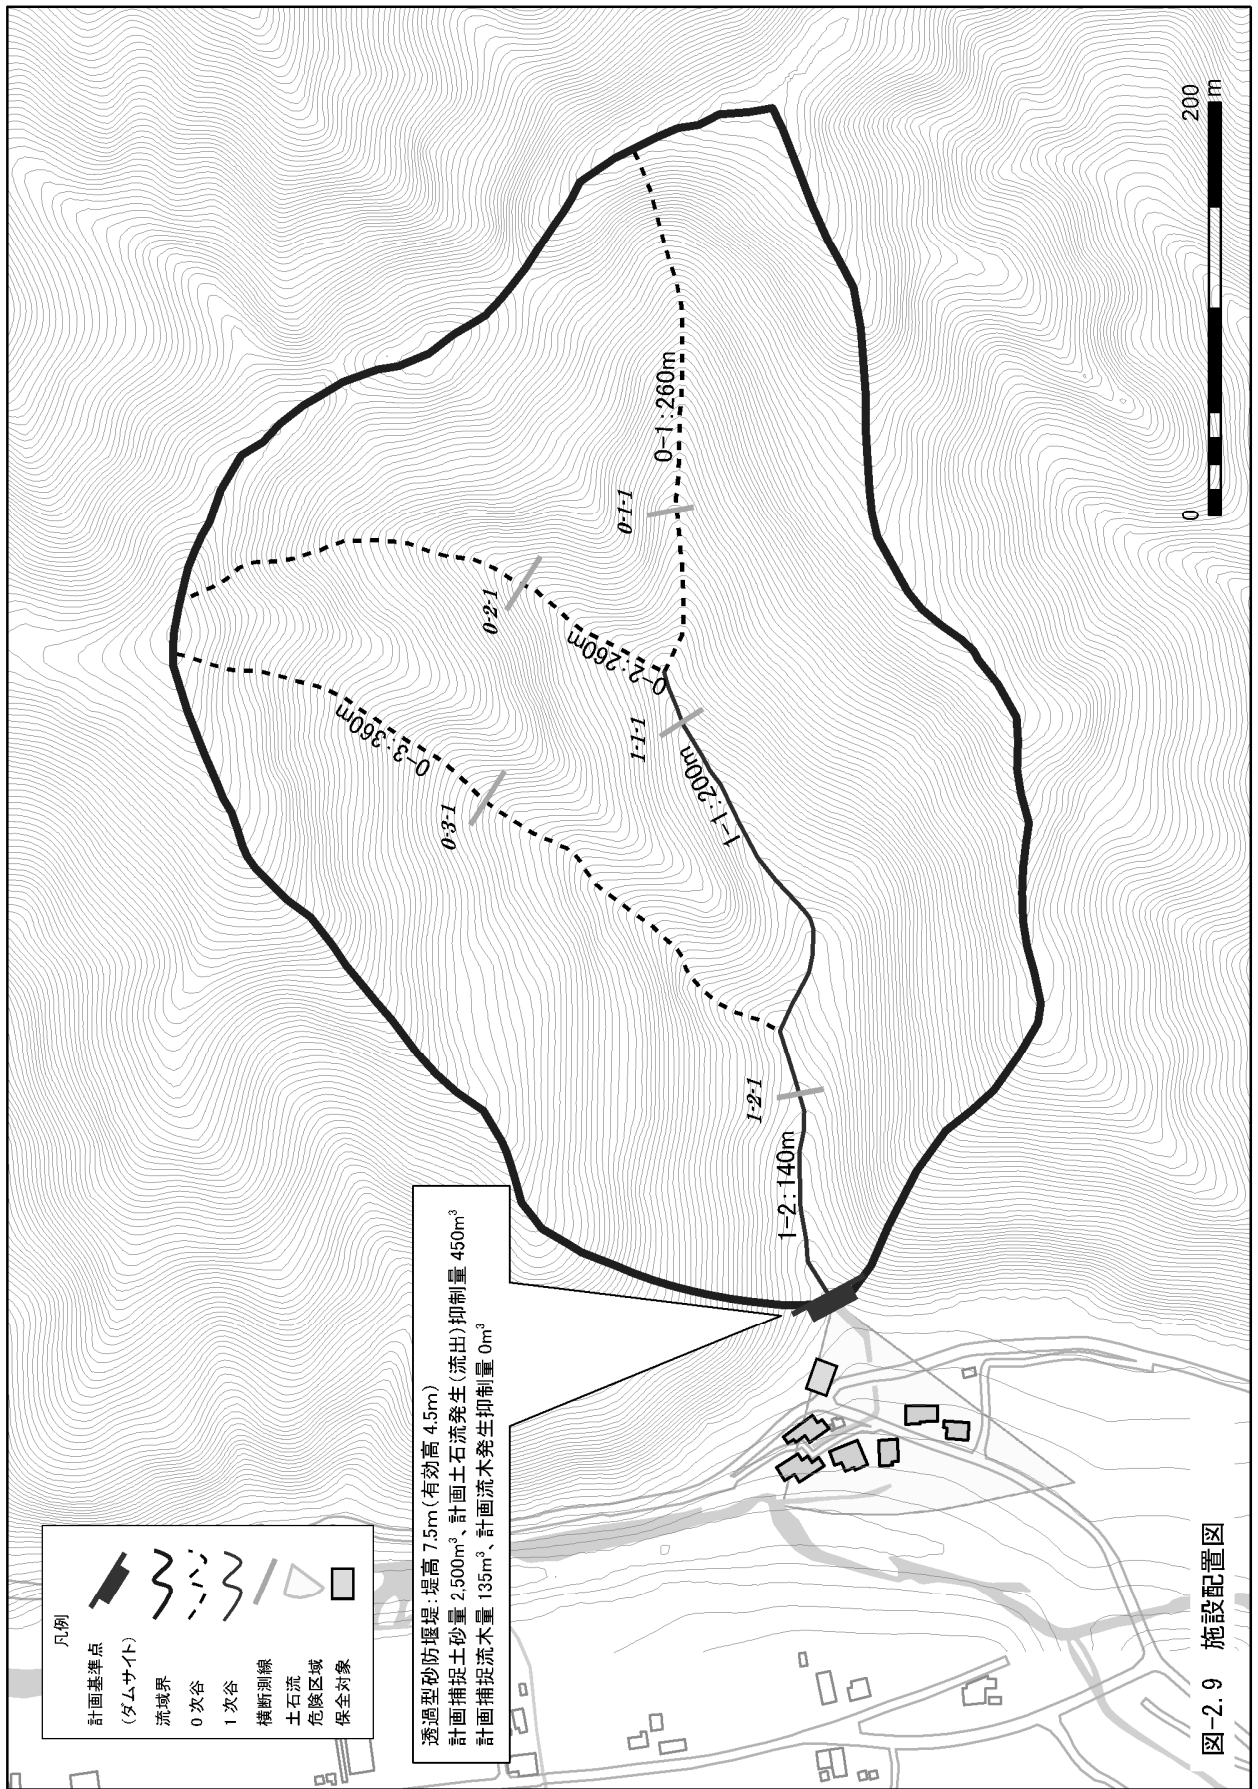 凡例
計画基準点
(ダムサイト)
流域界
0次谷
1次谷
横断測線
土石流
危険区域
保全対象
透過型砂防堰堤:堤高 7.5m(有効高 4.5m)
計画捕捉土砂量 2,500m³、計画土石流発生(流出)抑制量 450m³
計画捕捉流木量 135m³、計画流木発生抑制量 0m³
0-3:360m
0-3-1
0-2-1
0-2:260m
0-1-1
0-1:260m
1-1-1
1-1:200m
1-2-1
1-2:140m
0
200
m
図-2.9 施設配置図